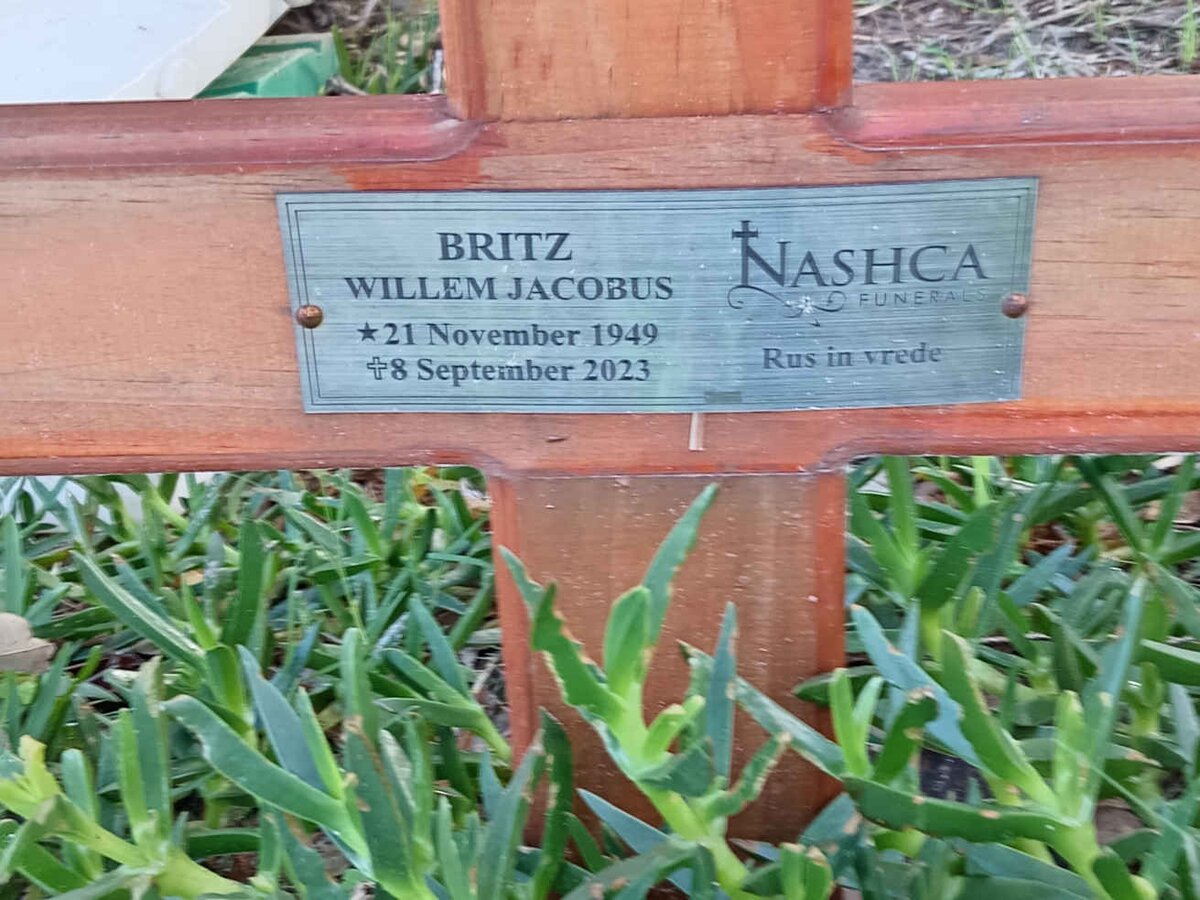 BRITZ
WILLEM JACOBUS
★21 November 1949
✞8 September 2023
NASHCA
FUNERALS
Rus in vrede